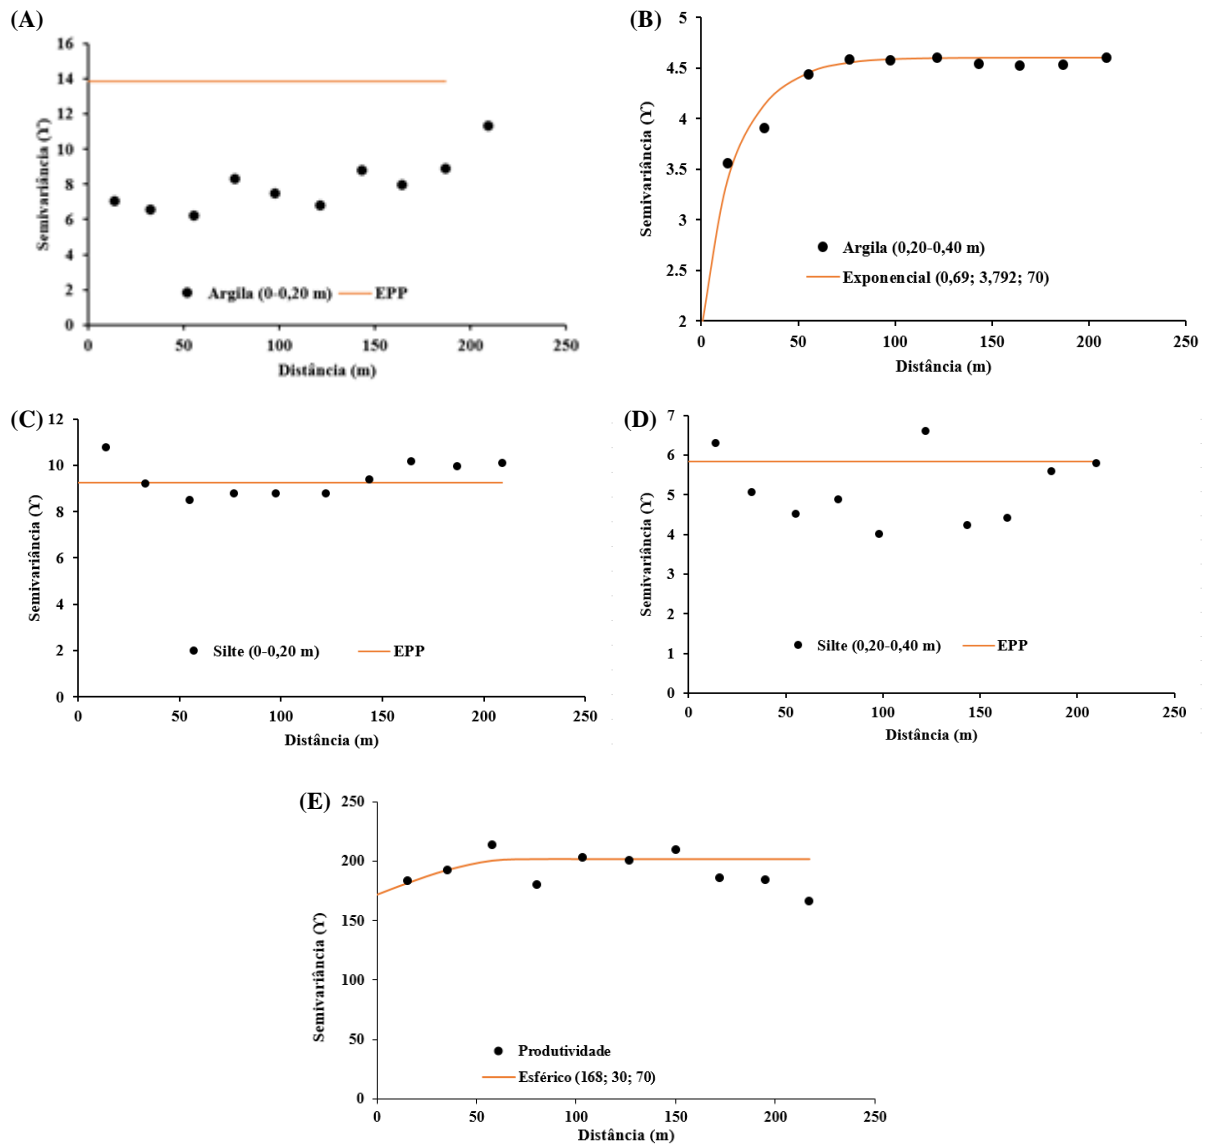 (A)
16
14
12
10
8
6
4
2
0
Semivariância (ϒ)
Argila (0-0,20 m) EPP
0 50 100 150 200 250
Distância (m)
(B)
5
4.5
4
3.5
3
2.5
2
Semivariância (ϒ)
Argila (0,20-0,40 m)
Exponencial (0,69; 3,792; 70)
0 50 100 150 200 250
Distância (m)
(C)
12
10
8
6
4
2
0
Semivariância (ϒ)
Silte (0-0,20 m) EPP
0 50 100 150 200 250
Distância (m)
(D)
7
6
5
4
3
2
1
0
Semivariância (ϒ)
Silte (0,20-0,40 m) EPP
0 50 100 150 200 250
Distância (m)
(E)
250
200
150
100
50
0
Semivariância (ϒ)
Produtividade
Esférico (168; 30; 70)
0 50 100 150 200 250
Distância (m)